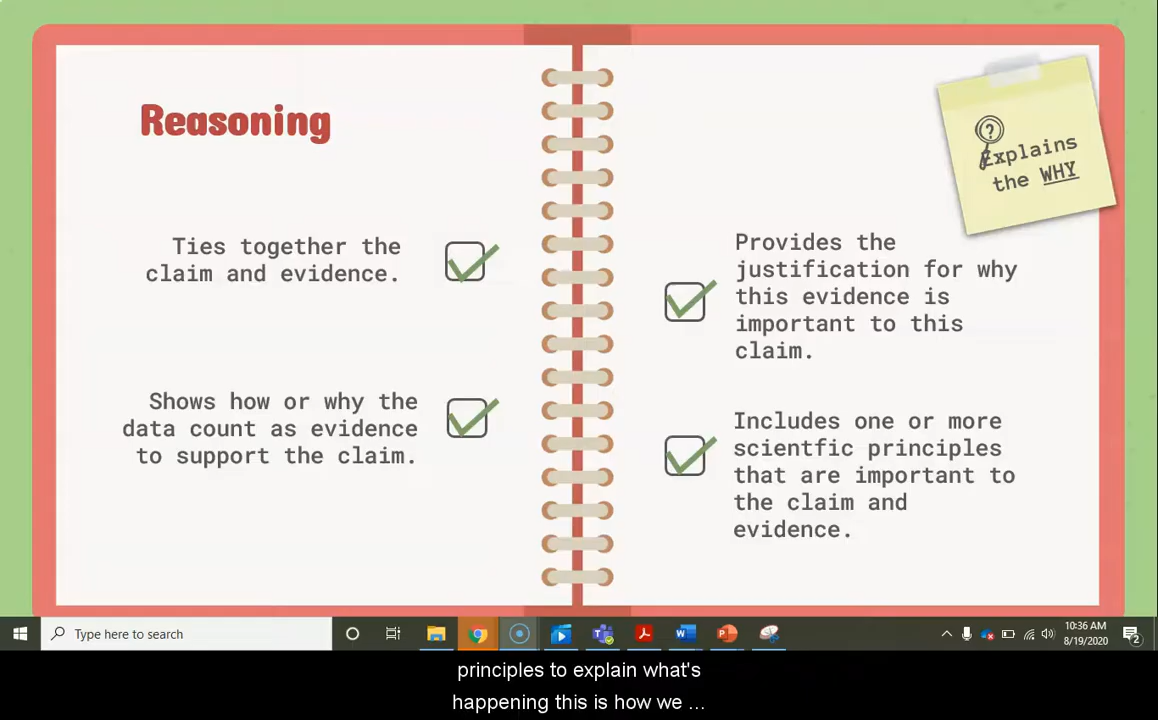 Reasoning
Ties together the
claim and evidence.
Shows how or why the
data count as evidence
to support the claim.
?
Explains
the WHY
Provides the
justification for why
this evidence is
important to this
claim.
Includes one or more
scientfic principles
that are important to
the claim and
evidence.
Type here to search
10:36 AM
8/19/2020
2
principles to explain what's
happening this is how we ...